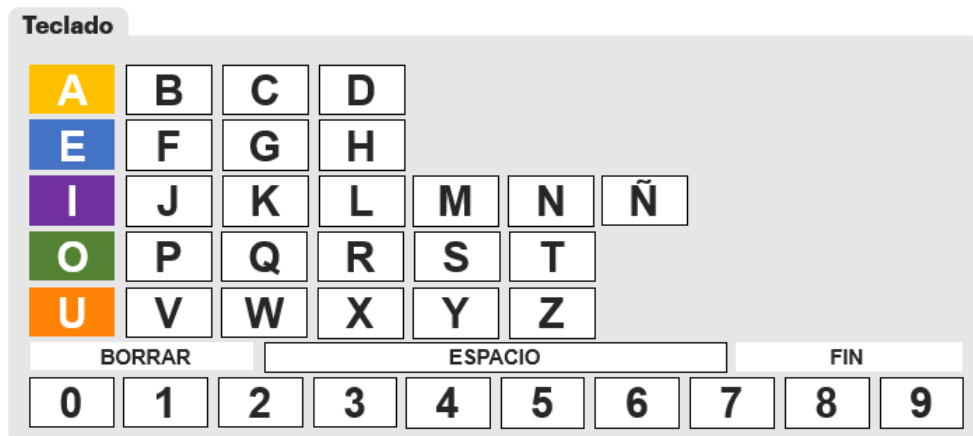 Teclado
A B C D
E F G H
I J K L M N Ñ
O P Q R S T
U V W X Y Z
BORRAR ESPACIO FIN
0 1 2 3 4 5 6 7 8 9